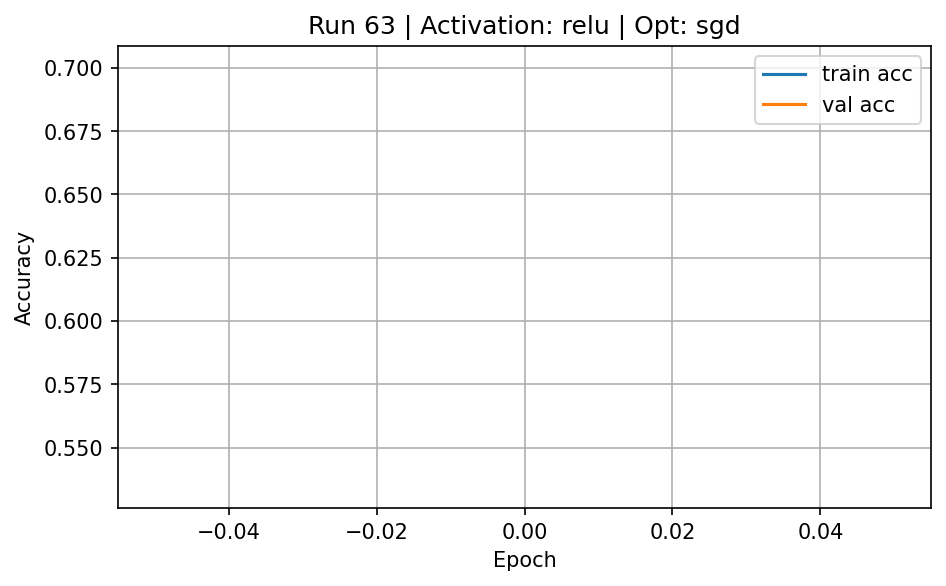 Run 63 | Activation: relu | Opt: sgd
train acc
val acc
0.700
0.675
0.650
0.625
0.600
0.575
0.550
Accuracy
−0.04 −0.02 0.00 0.02 0.04
Epoch